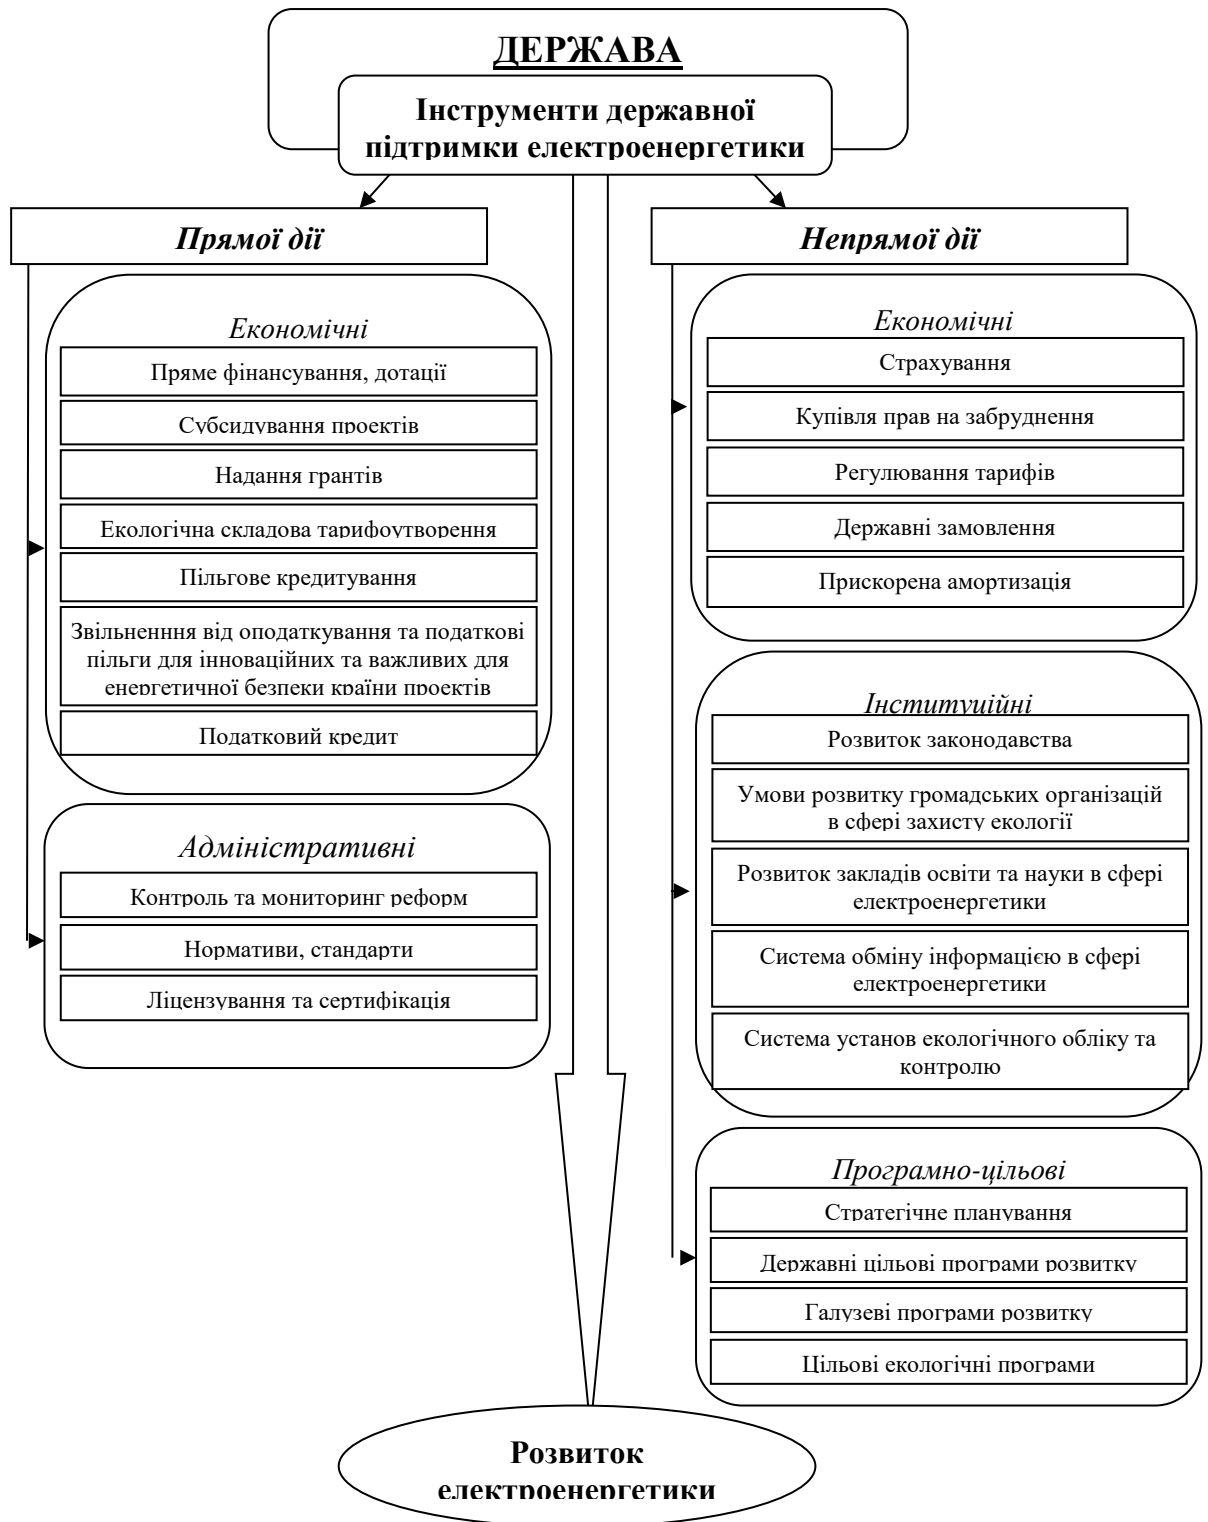 ДЕРЖАВА
Інструменти державної
підтримки електроенергетики
Прямої дії
Економічні
Пряме фінансування, дотації
Субсидування проектів
Надання грантів
Екологічна складова тарифоутворення
Пільгове кредитування
Звільненння від оподаткування та податкові
пільги для інноваційних та важливих для
енергетичної безпеки країни проектів
Податковий кредит
Адміністративні
Контроль та мониторинг реформ
Нормативи, стандарти
Ліцензування та сертифікація
Непрямої дії
Економічні
Страхування
Купівля прав на забруднення
Регулювання тарифів
Державні замовлення
Прискорена амортизація
Інституційні
Розвиток законодавства
Умови розвитку громадських організацій
в сфері захисту екології
Розвиток закладів освіти та науки в сфері
електроенергетики
Система обміну інформацією в сфері
електроенергетики
Система установ екологічного обліку та
контролю
Програмно-цільові
Стратегічне планування
Державні цільові програми розвитку
Галузеві програми розвитку
Цільові екологічні програми
Розвиток
електроенергетики